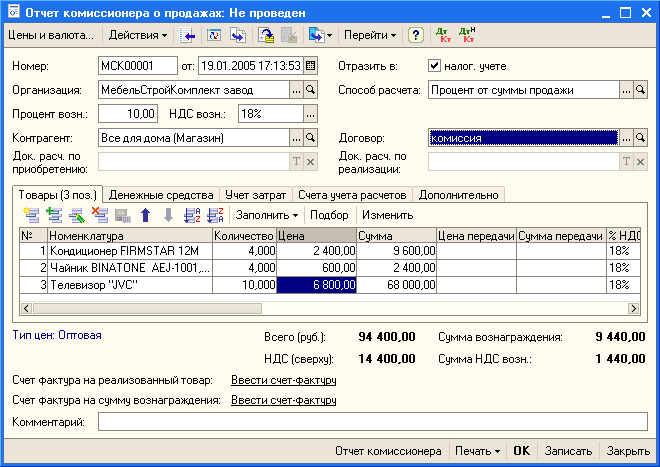 Отчет комиссионера о продажах: Не проведен
Цены и валюта... Действия Перейти ? Дт Кт Дт Н Кт
Номер: МСК00001 от: 19.01.2005 17:13:53 Отразить в: налог. учете
Организация: МебельСтройКомплект завод ... Способ расчета: Процент от суммы продажи ...
Процент возн.: 10,00 НДС возн.: 18% ...
Контрагент: Все для дома (Магазин) ... Договор: комиссия ...
Док. расч. по приобретению: T × Док. расч. по реализации: T ×
Товары (3 поз.) Денежные средства Учет затрат Счета учета расчетов Дополнительно
Заполнить Подбор Изменить
№ Номенклатура Количество Цена Сумма Цена передачи Сумма передачи % НДС
1 Кондиционер FIRMSTAR 12M 4,000 2 400,00 9 600,00 18%
2 Чайник BINATONE AEJ-1001,... 4,000 600,00 2 400,00 18%
3 Телевизор "JVC" 10,000 6 800,00 68 000,00 18%
Тип цен: Оптовая Всего (руб.): 94 400,00 Сумма вознаграждения: 9 440,00
НДС (сверху): 14 400,00 Сумма НДС возн.: 1 440,00
Счет фактура на реализованный товар: Ввести счет-фактуру
Счет фактура на сумму вознаграждения: Ввести счет-фактуру
Комментарий:
Отчет комиссионера Печать OK Записать Закрыть